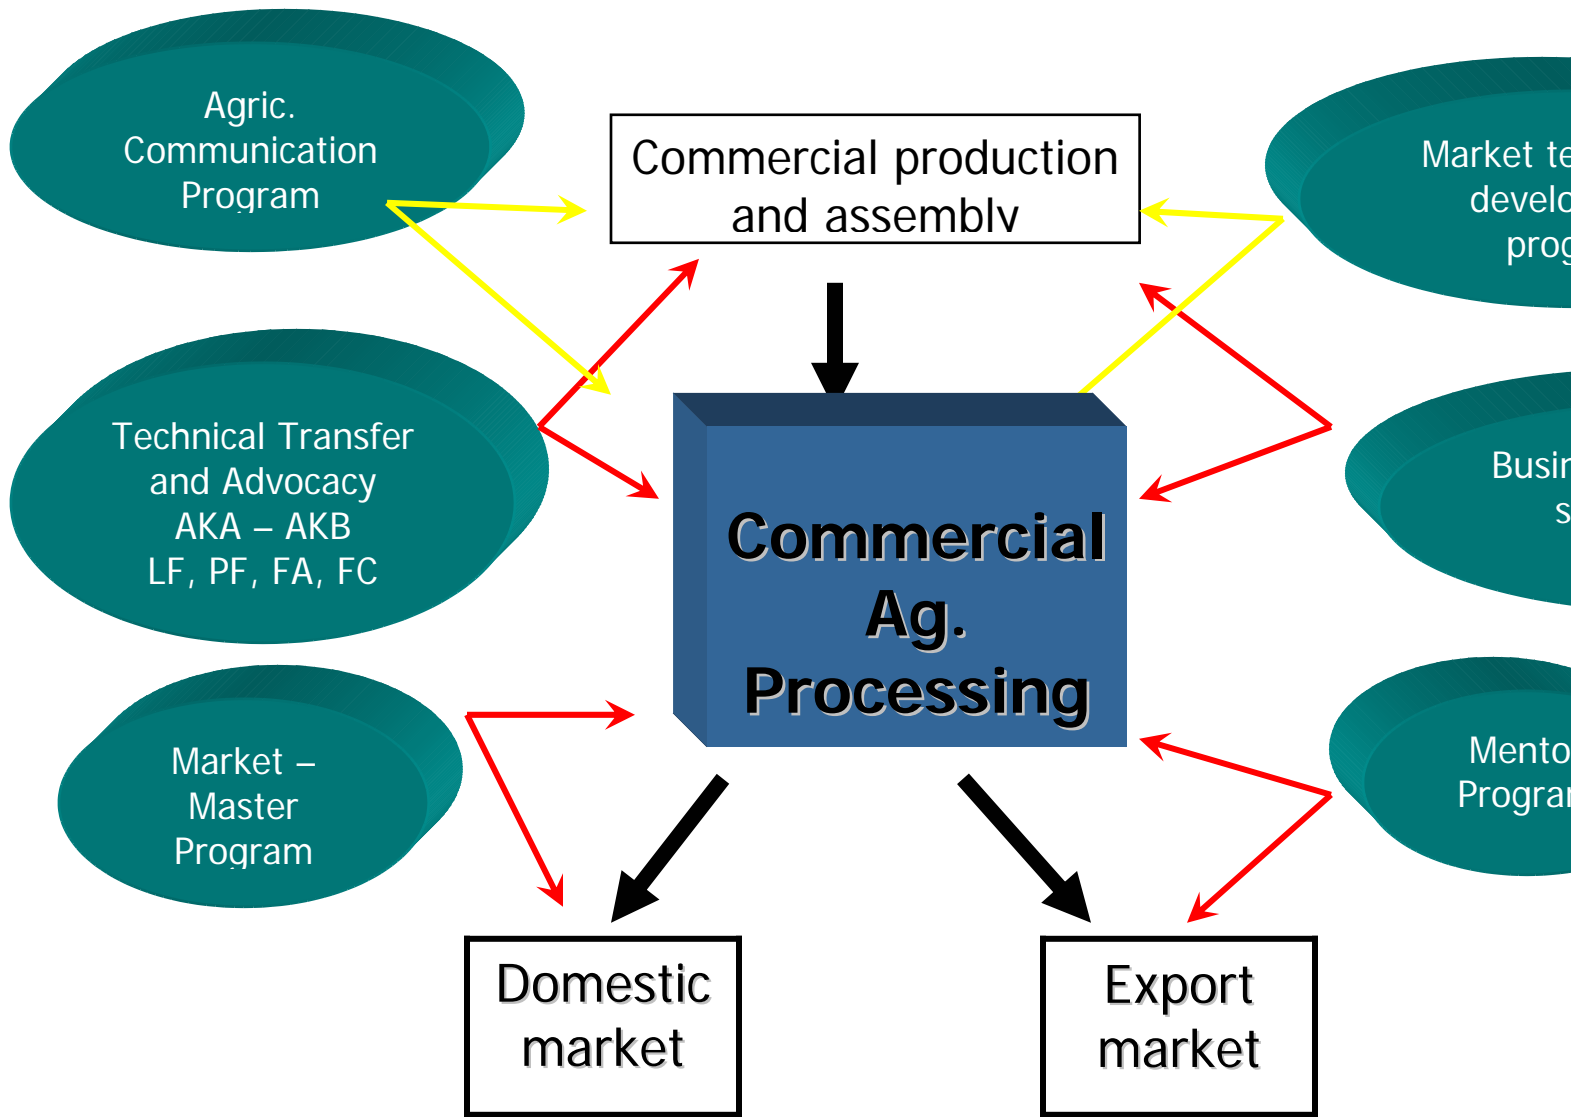 Agric.
Communication
Program
Commercial production
and assembly
Market
Technical Transfer
and Advocacy
AKA – AKB
LF, PF, FA, FC
Commercial
Ag.
Processing
Market –
Master
Program
Domestic
market
Export
market